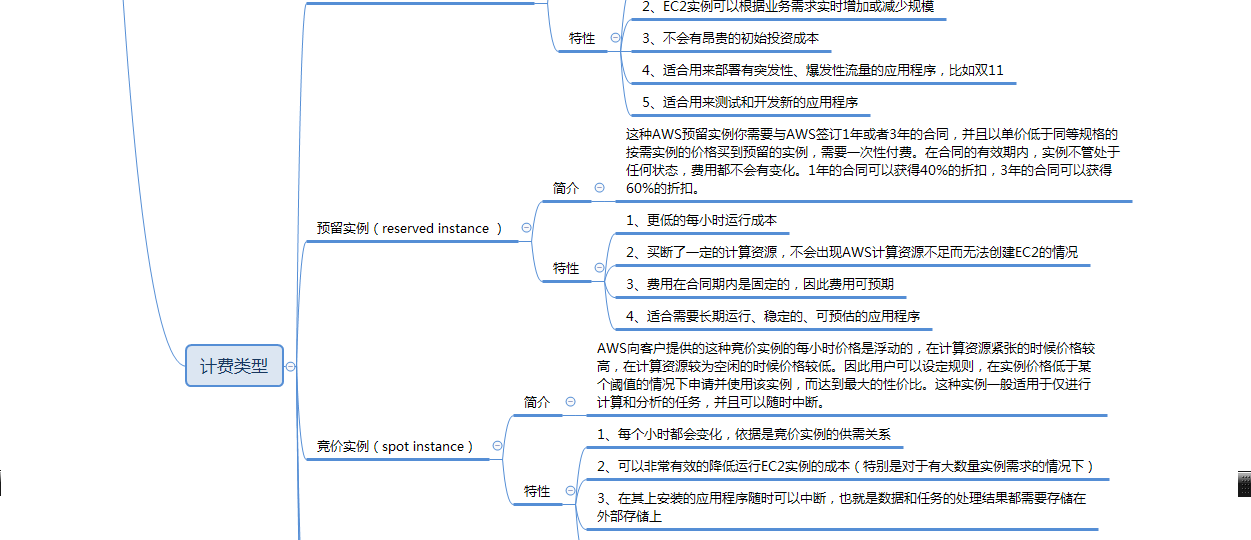 2、EC2实例可以根据业务需求实时增加或减少规模
特性
3、不会有昂贵的初始投资成本
4、适合用来部署有突发性、爆发性流量的应用程序，比如双11
5、适合用来测试和开发新的应用程序
这种AWS预留实例你需要与AWS签订1年或者3年的合同，并且以单价低于同等规格的
按需实例的价格买到预留的实例，需要一次性付费。在合同的有效期内，实例不管处于
任何状态，费用都不会有变化。1年的合同可以获得40%的折扣，3年的合同可以获得
60%的折扣。
简介
预留实例（reserved instance ）
1、更低的每小时运行成本
2、买断了一定的计算资源，不会出现AWS计算资源不足而无法创建EC2的情况
特性
3、费用在合同期内是固定的，因此费用可预期
4、适合需要长期运行、稳定的、可预估的应用程序
计费类型
AWS向客户提供的这种竞价实例的每小时价格是浮动的，在计算资源紧张的时候价格较
高，在计算资源较为空闲的时候价格较低。因此用户可以设定规则，在实例价格低于某
个阈值的情况下申请并使用该实例，而达到最大的性价比。这种实例一般适用于仅进行
计算和分析的任务，并且可以随时中断。
简介
竞价实例（spot instance）
1、每个小时都会变化，依据是竞价实例的供需关系
2、可以非常有效的降低运行EC2实例的成本（特别是对于有大数量实例需求的情况下）
特性
3、在其上安装的应用程序随时可以中断，也就是数据和任务的处理结果都需要存储在
外部存储上